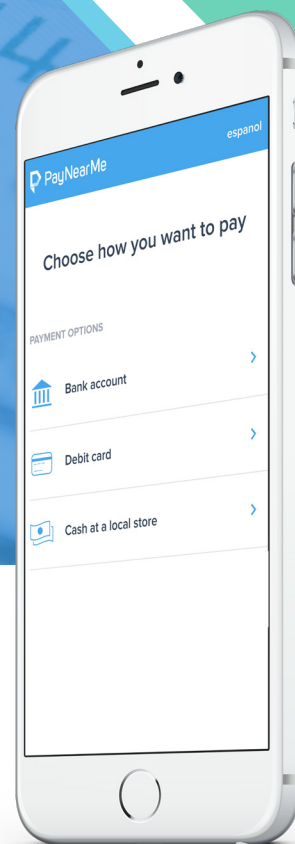 PayNearMe
espanol
Choose how you want to pay
PAYMENT OPTIONS
Bank account
Debit card
Cash at a local store